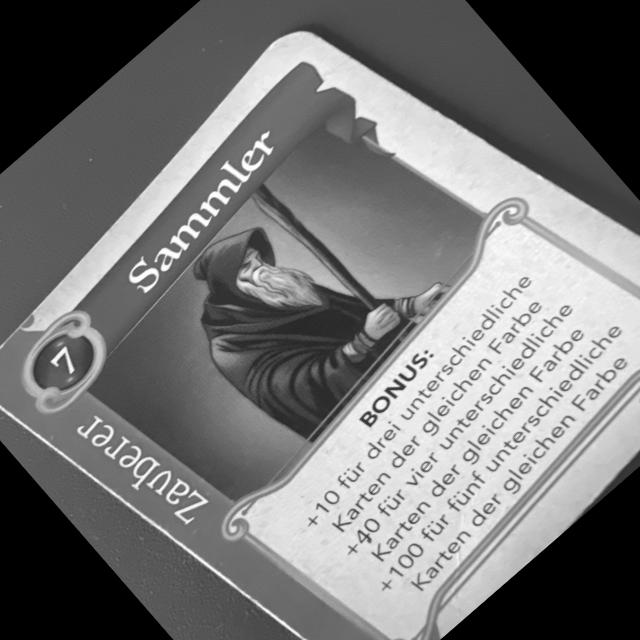 7
Sammler
Zauberer
BONUS:
+10 für drei unterschiedliche
Karten der gleichen Farbe
+40 für vier unterschiedliche
Karten der gleichen Farbe
+100 für fünf unterschiedliche
Karten der gleichen Farbe